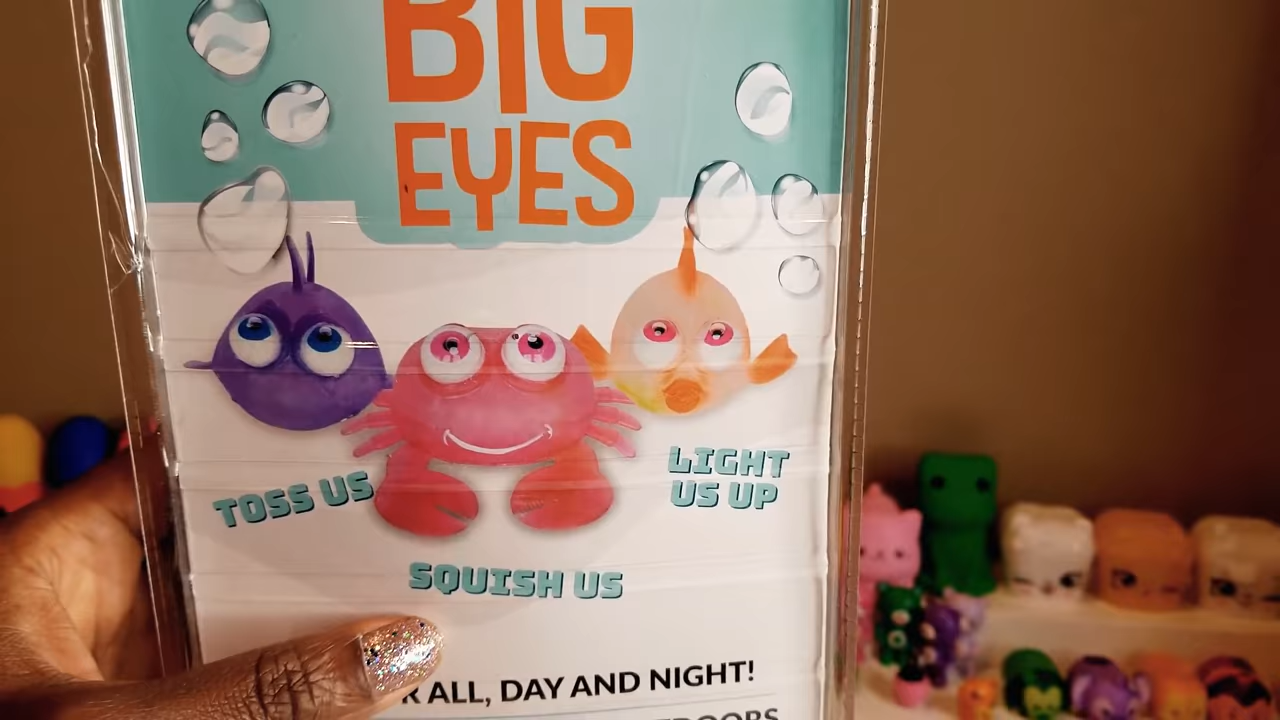 BIG
EYES
TOSS US
LIGHT
US UP
SQUISH US
ALL, DAY AND NIGHT!